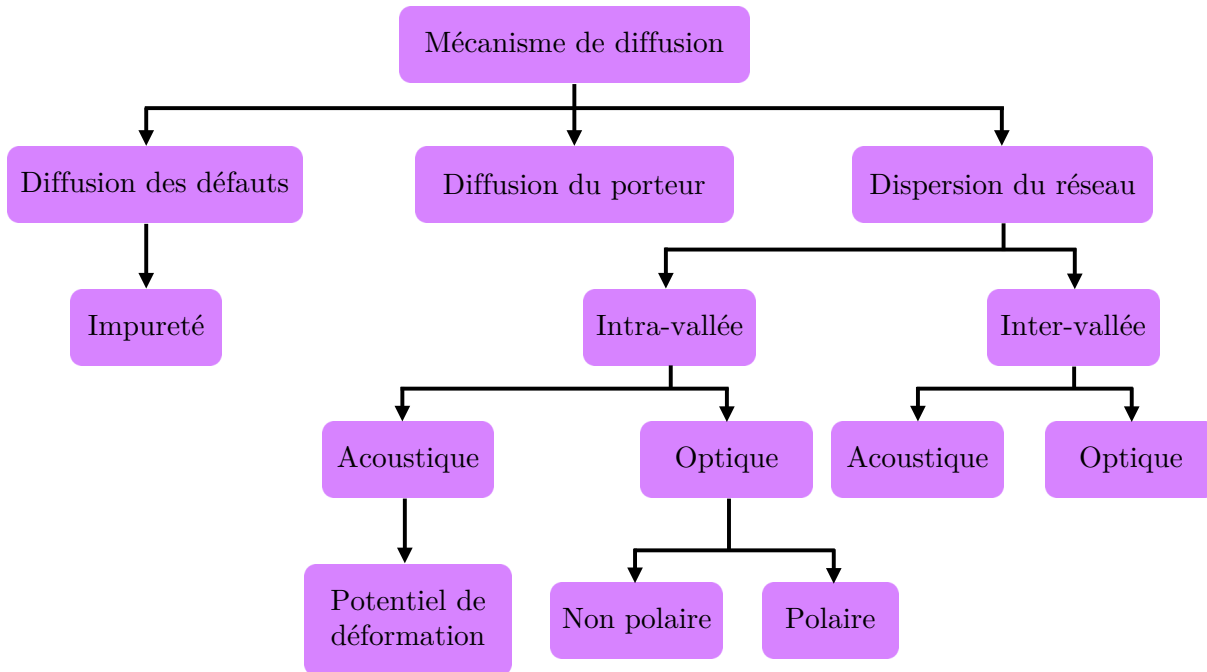 Mécanisme de diffusion
Diffusion des défauts
Diffusion du porteur
Dispersion du réseau
Impureté
Intra-vallée
Inter-vallée
Acoustique
Optique
Acoustique
Optique
Potentiel de
déformation
Non polaire
Polaire